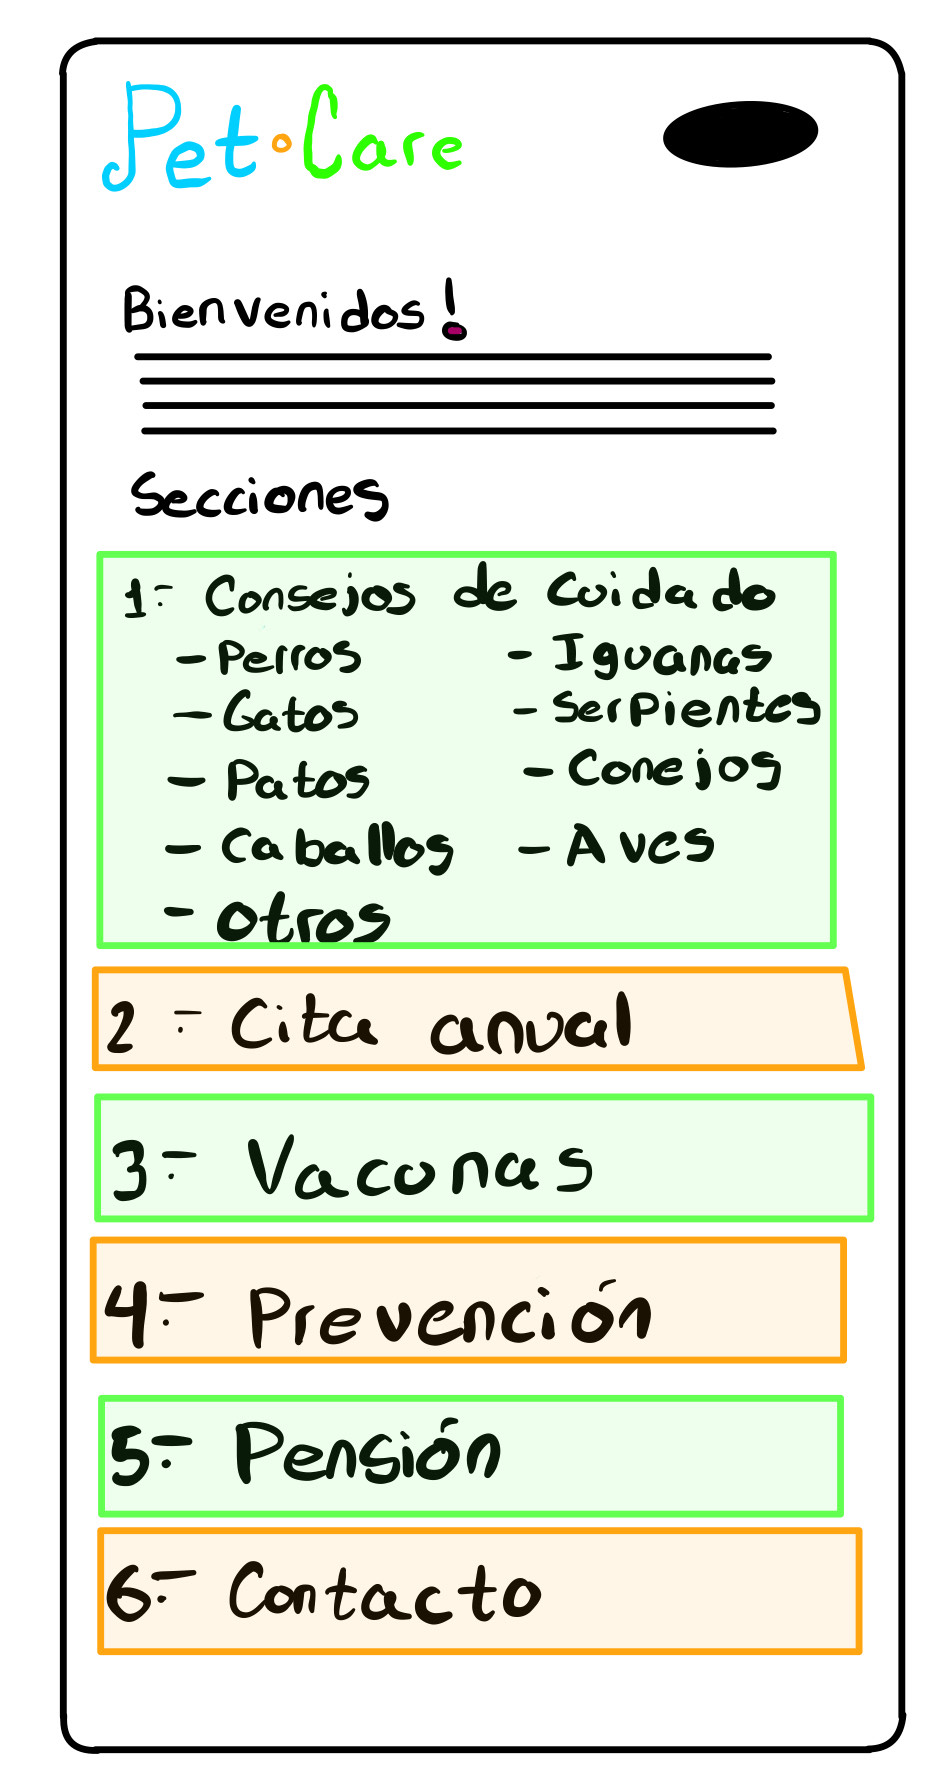 Pet·Care
Bienvenidos!
Secciones
1.- Consejos de Cuidado
- Perros
- Gatos
- Patos
- Caballos
- Otros
- Iguanas
- Serpientes
- Conejos
- Aves
2.- Cita anual
3.- Vacunas
4.- Prevención
5.- Pensión
6.- Contacto